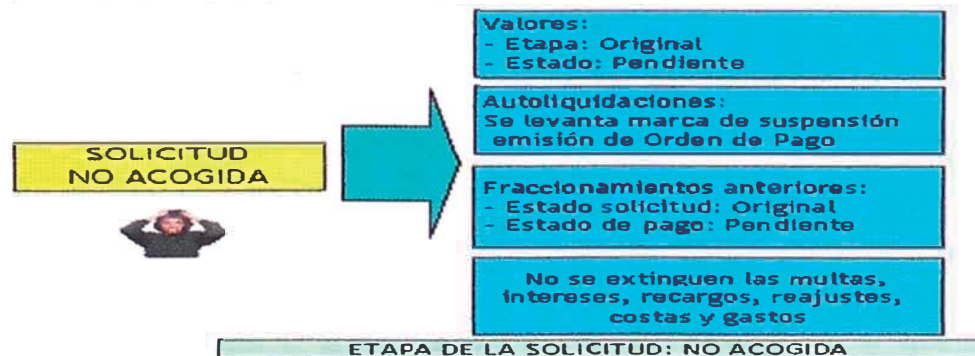 SOLICITUD
NO ACOGIDA
Valores:
- Etapa: Original
- Estado: Pendiente
Autoliquidaciones:
Se levanta marca de suspensión
emisión de Orden de Pago
Fraccionamientos anteriores:
- Estado solicitud: Original
- Estado de pago: Pendiente
No se extinguen las multas,
intereses, recargos, reajustes,
costas y gastos
ETAPA DE LA SOLICITUD: NO ACOGIDA